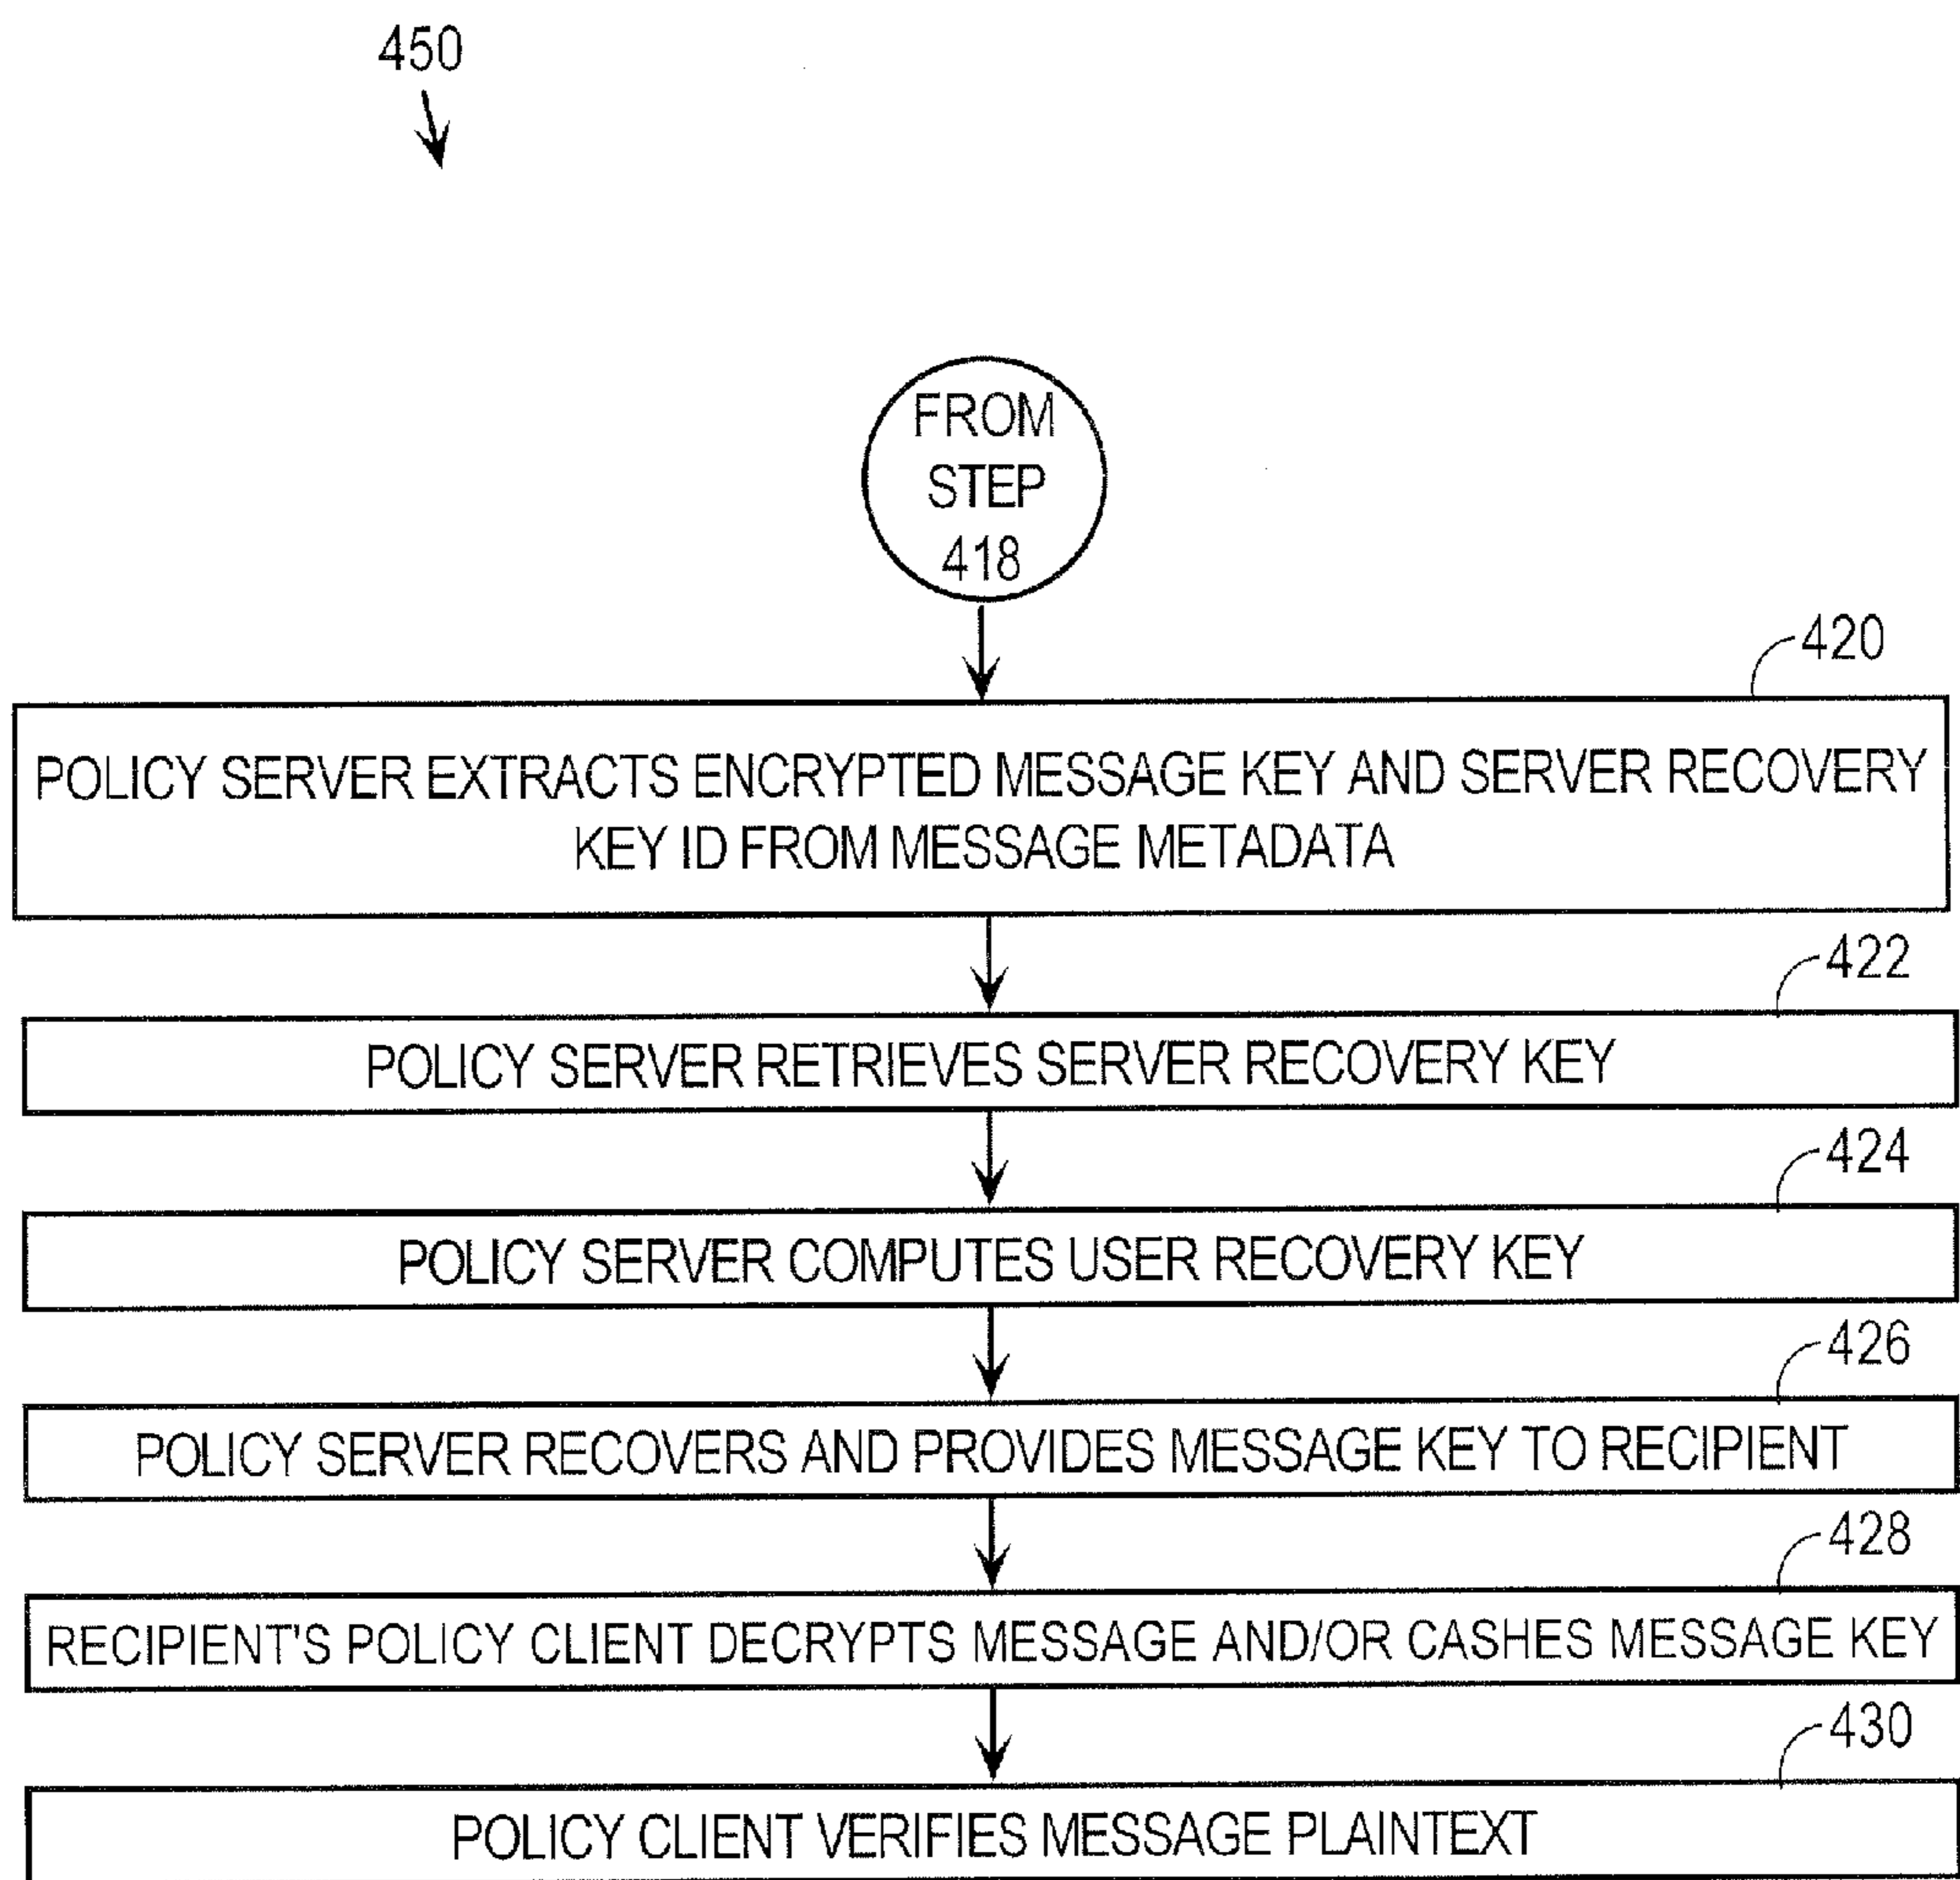 450
FROM
STEP
418
420
POLICY SERVER EXTRACTS ENCRYPTED MESSAGE KEY AND SERVER RECOVERY
KEY ID FROM MESSAGE METADATA
422
POLICY SERVER RETRIEVES SERVER RECOVERY KEY
424
POLICY SERVER COMPUTES USER RECOVERY KEY
426
POLICY SERVER RECOVERS AND PROVIDES MESSAGE KEY TO RECIPIENT
428
RECIPIENT'S POLICY CLIENT DECRYPTS MESSAGE AND/OR CASHES MESSAGE KEY
430
POLICY CLIENT VERIFIES MESSAGE PLAINTEXT